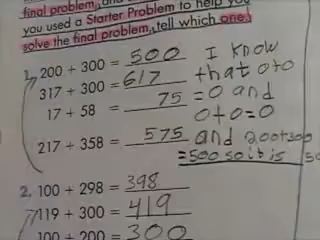 final problem, and
you used a Starter Problem to help you
solve the final problem, tell which one.
1. 200 + 300 = 500 I know
317 + 300 = 617 that 0+0
17 + 58 = 75 =0 and
0+0=0
217 + 358 = 575 and 200+300
=500 so it is
2. 100 + 298 = 398
119 + 300 = 419
100 + 200 = 300